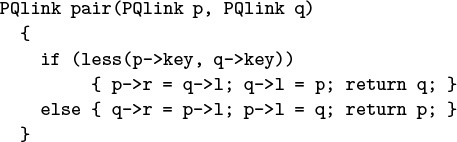 PQlink pair(PQlink p, PQlink q)
  {
    if (less(p->key, q->key))
         { p->r = q->l; q->l = p; return q; }
    else { q->r = p->l; p->l = q; return p; }
  }